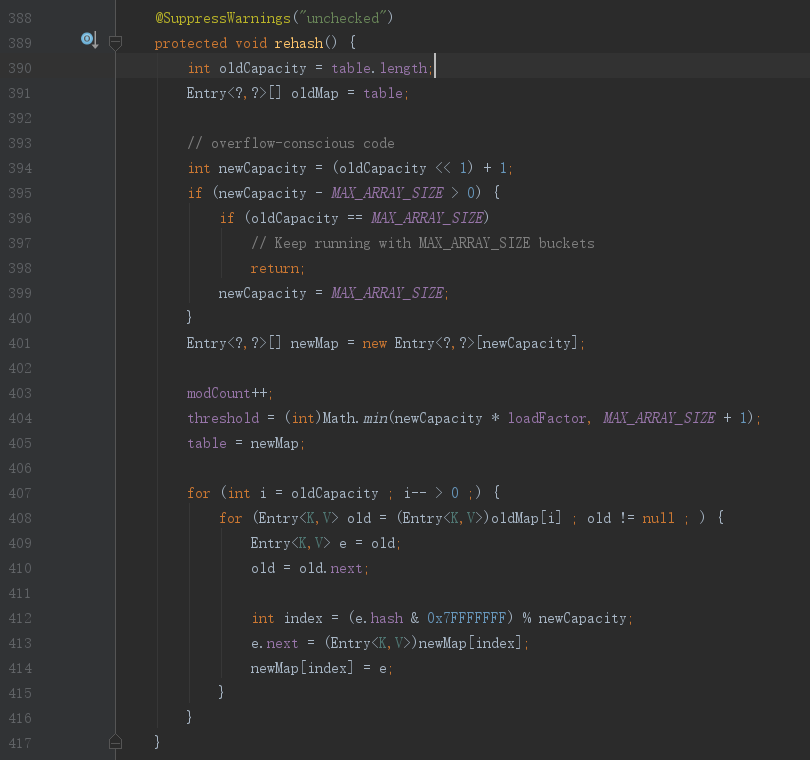 388 @SuppressWarnings("unchecked")
389 protected void rehash() {
390 int oldCapacity = table.length;
391 Entry<?,?>[] oldMap = table;
392
393 // overflow-conscious code
394 int newCapacity = (oldCapacity << 1) + 1;
395 if (newCapacity - MAX_ARRAY_SIZE > 0) {
396 if (oldCapacity == MAX_ARRAY_SIZE)
397 // Keep running with MAX_ARRAY_SIZE buckets
398 return;
399 newCapacity = MAX_ARRAY_SIZE;
400 }
401 Entry<?,?>[] newMap = new Entry<?,?>[newCapacity];
402
403 modCount++;
404 threshold = (int)Math.min(newCapacity * loadFactor, MAX_ARRAY_SIZE + 1);
405 table = newMap;
406
407 for (int i = oldCapacity ; i-- > 0 ;) {
408 for (Entry<K,V> old = (Entry<K,V>)oldMap[i] ; old != null ; ) {
409 Entry<K,V> e = old;
410 old = old.next;
411
412 int index = (e.hash & 0x7FFFFFFF) % newCapacity;
413 e.next = (Entry<K,V>)newMap[index];
414 newMap[index] = e;
415 }
416 }
417 }